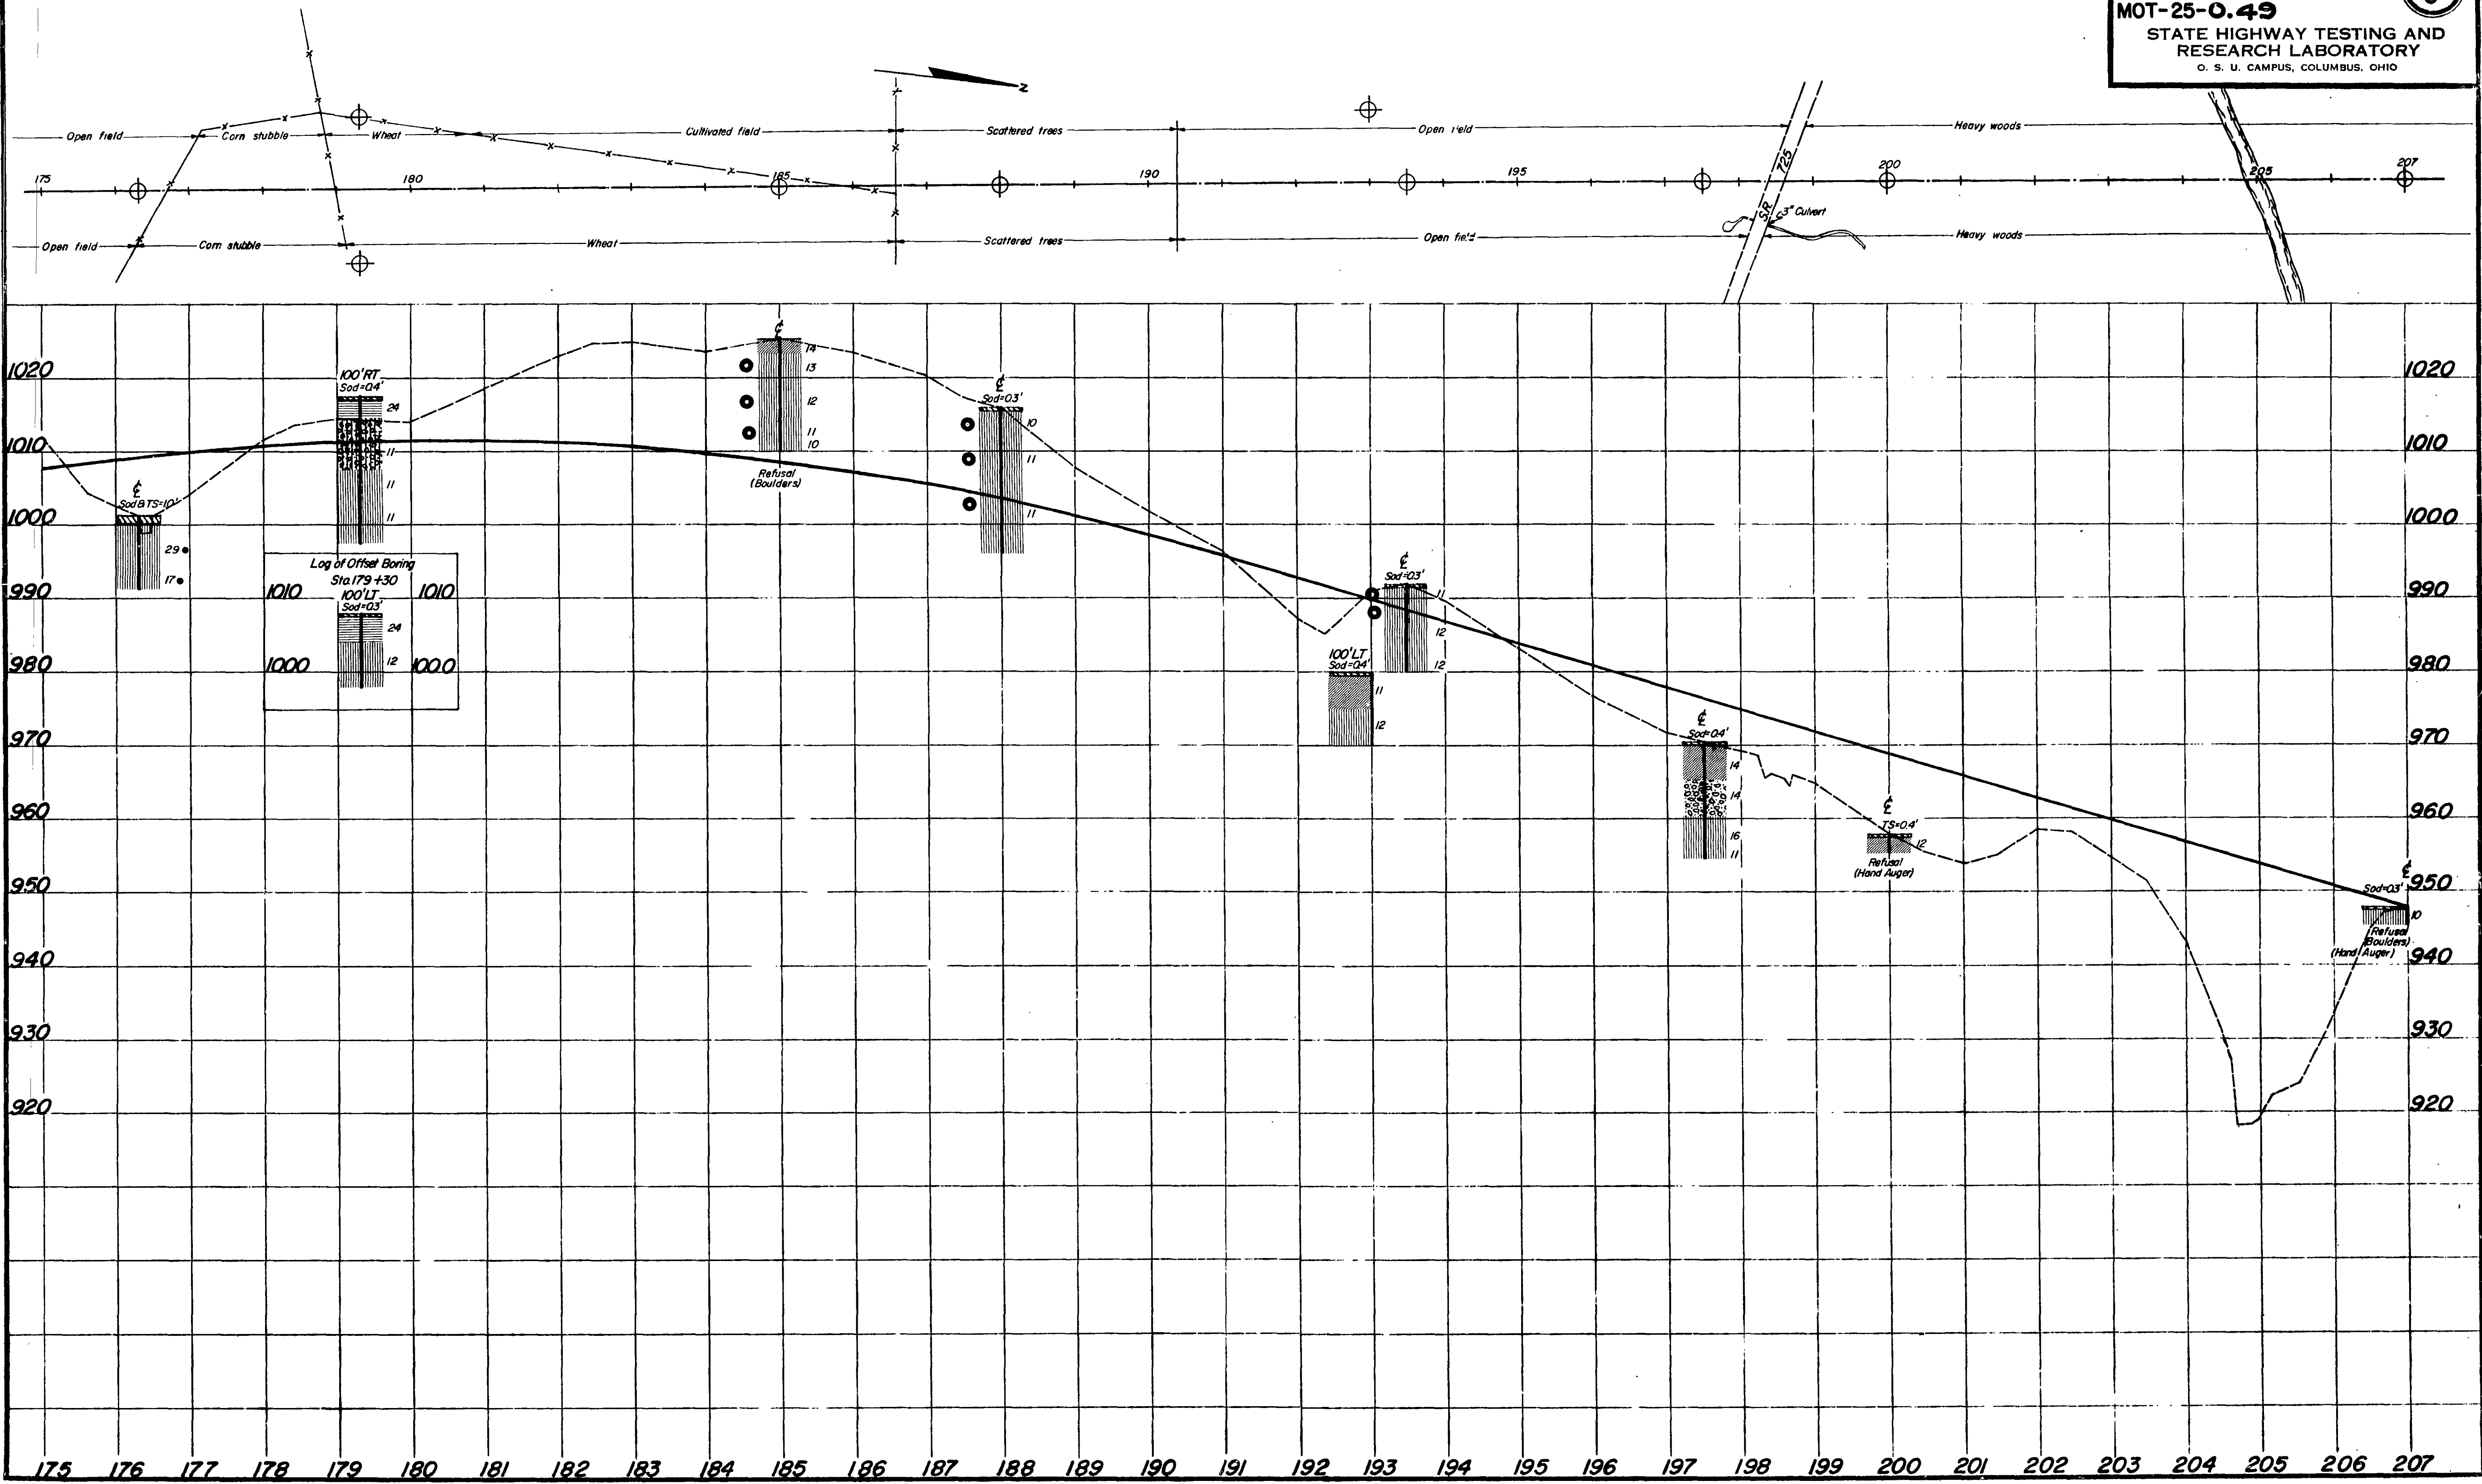 MOT-25-0.49
STATE HIGHWAY TESTING AND
RESEARCH LABORATORY
O. S. U. CAMPUS, COLUMBUS, OHIO
N
Open field Corn stubble Wheat Cultivated field Scattered trees Open field Heavy woods
175 180 185 190 195 200 205 207
S.R. 725
3" Culvert
Open field Corn stubble Wheat Scattered trees Open field Heavy woods
1020 1020
1010 1010
1000 1000
990 990
980 980
970 970
960 960
950 950
940 940
930 930
920 920
℄
Sod & TS=1.0'
29
17
100' RT
Sod=0.4'
24
11
11
11
Log of Offset Boring
Sta. 179+30
1010 1010
100' LT
Sod=0.3'
24
12
1000 1000
℄
14
13
12
11
10
Refusal
(Boulders)
℄
Sod=0.3'
10
11
11
100' LT
Sod=0.4'
11
12
℄
Sod=0.3'
11
12
12
℄
Sod=0.4'
14
14
16
11
℄
TS=0.4'
12
Refusal
(Hand Auger)
℄
Sod=0.3'
10
Refusal
(Boulders)
(Hand Auger)
175 176 177 178 179 180 181 182 183 184 185 186 187 188 189 190 191 192 193 194 195 196 197 198 199 200 201 202 203 204 205 206 207